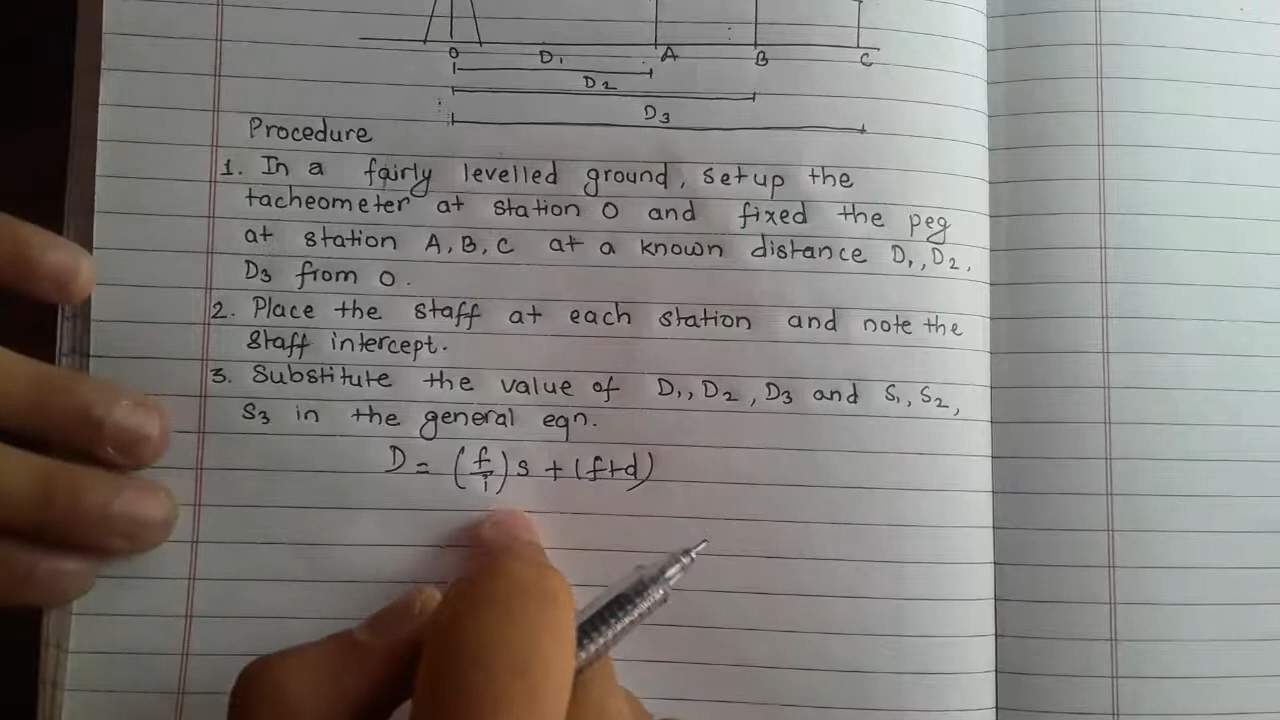 O D1 A B C
D2
D3
Procedure
1. In a fairly levelled ground, setup the
tacheometer at station O and fixed the peg
at station A, B, C at a known distance D1, D2,
D3 from O.
2. Place the staff at each station and note the
staff intercept.
3. Substitute the value of D1, D2, D3 and S1, S2,
S3 in the general eqn.
D = (f/i) s + (f+d)